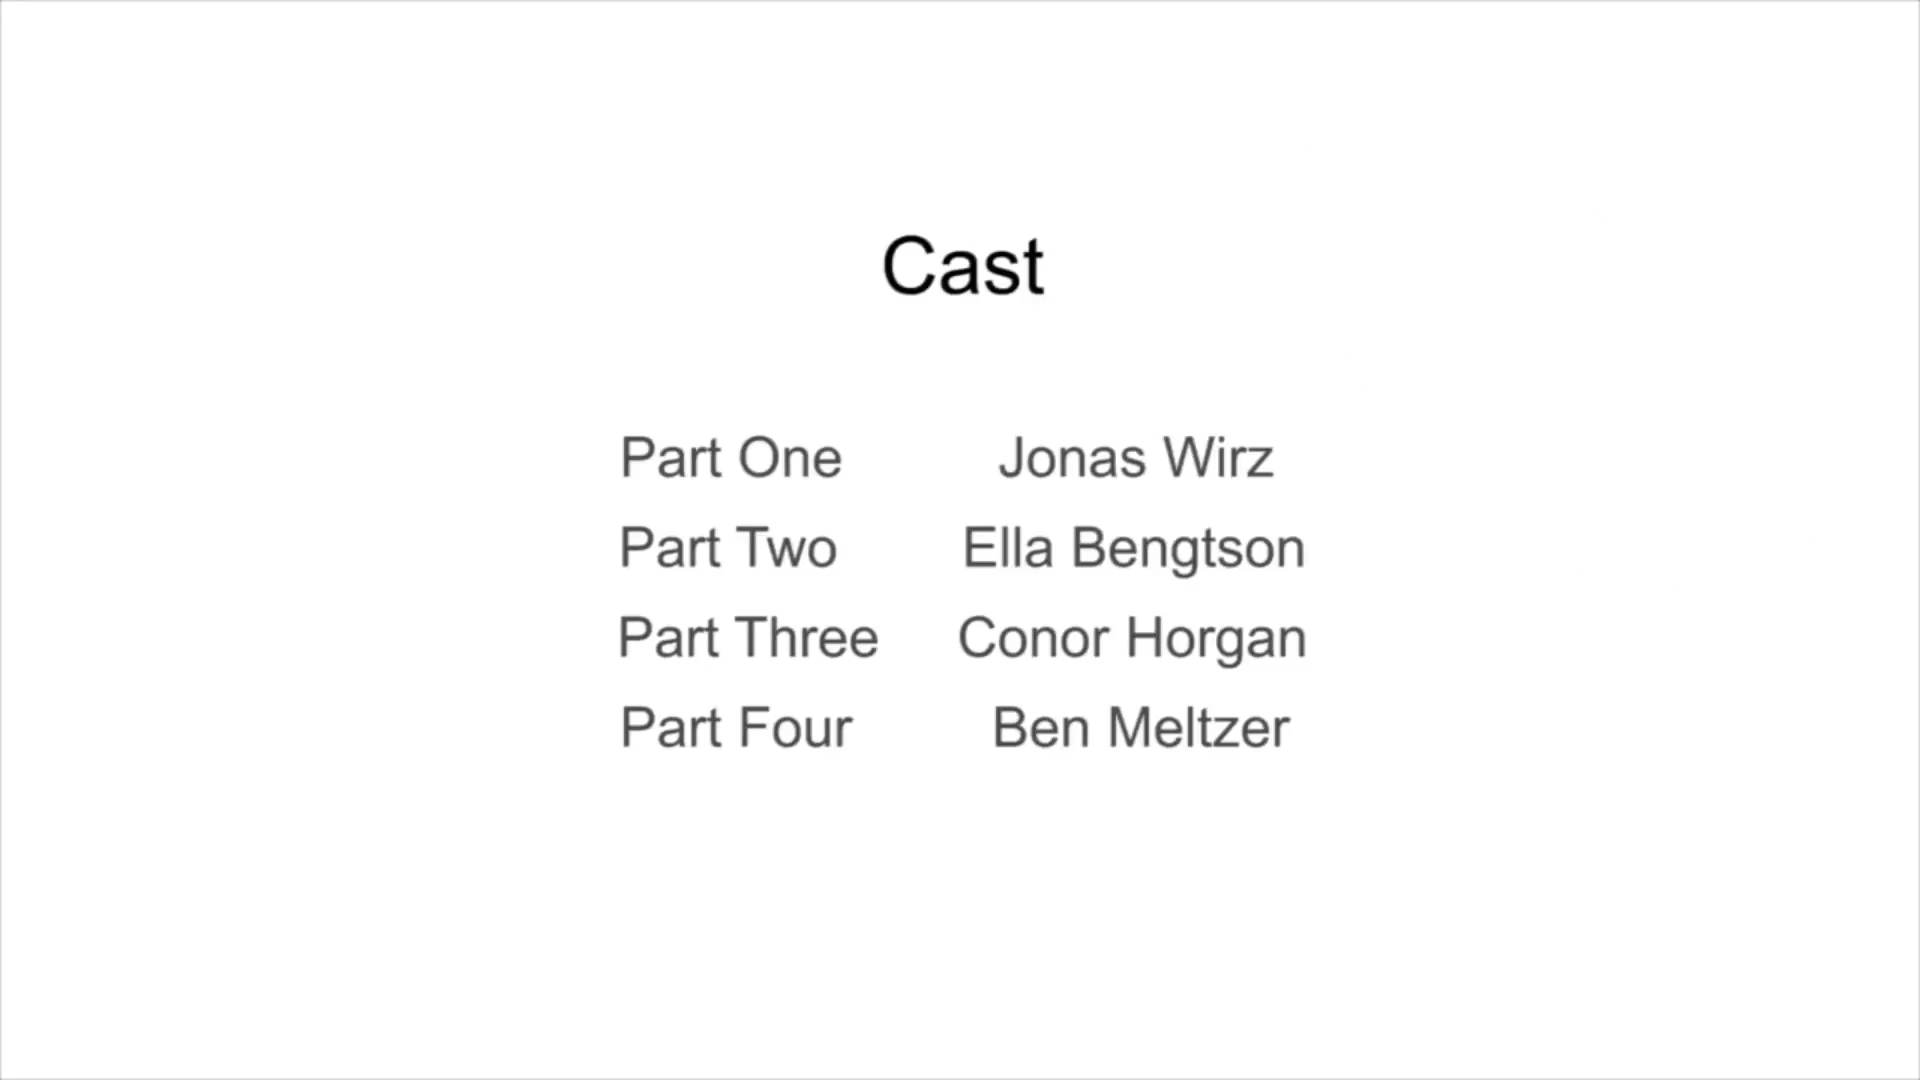 Cast
Part One Jonas Wirz
Part Two Ella Bengtson
Part Three Conor Horgan
Part Four Ben Meltzer